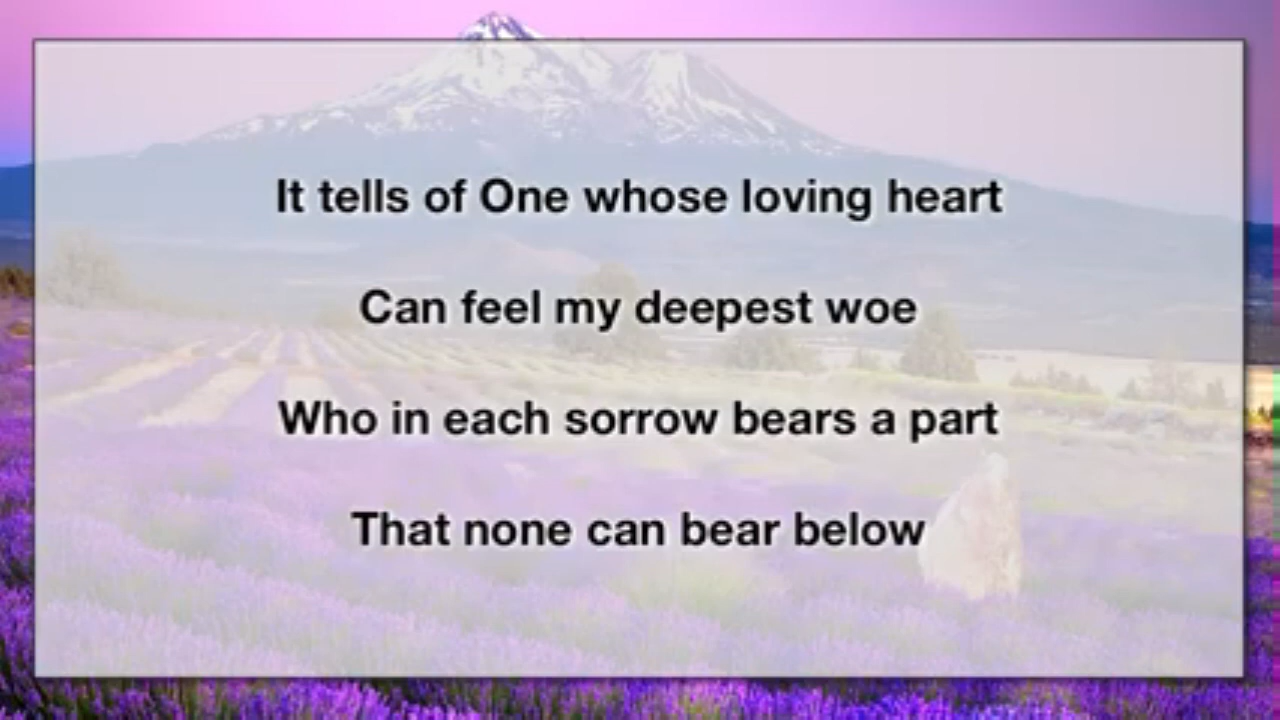 It tells of One whose loving heart
Can feel my deepest woe
Who in each sorrow bears a part
That none can bear below